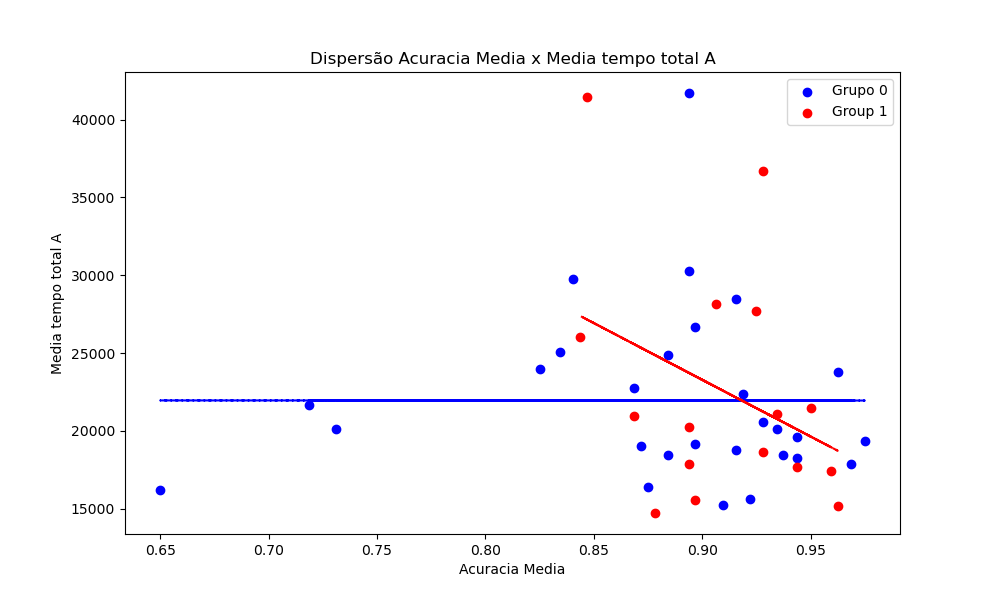 Dispersão Acuracia Media x Media tempo total A
Grupo 0
Group 1
Media tempo total A
40000
35000
30000
25000
20000
15000
0.65 0.70 0.75 0.80 0.85 0.90 0.95
Acuracia Media